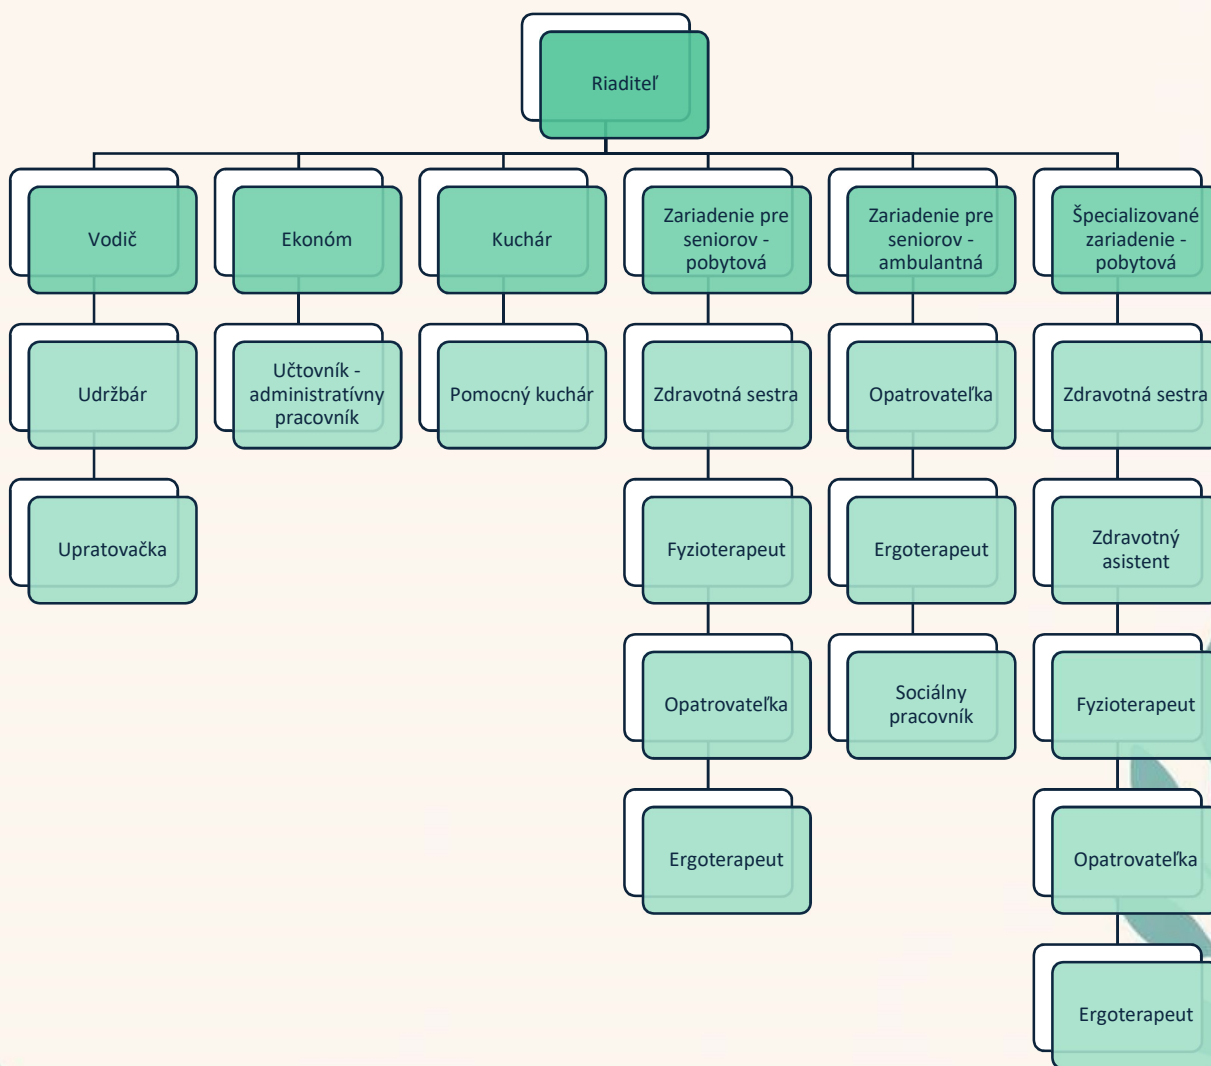 Riaditeľ
Vodič
Ekonóm
Kuchár
Zariadenie pre
seniorov -
pobytová
Zariadenie pre
seniorov -
ambulantná
Špecializované
zariadenie -
pobytová
Udržbár
Učtovník -
administratívny
pracovník
Pomocný kuchár
Zdravotná sestra
Opatrovateľka
Zdravotná sestra
Upratovačka
Fyzioterapeut
Ergoterapeut
Zdravotný
asistent
Opatrovateľka
Sociálny
pracovník
Fyzioterapeut
Ergoterapeut
Opatrovateľka
Ergoterapeut